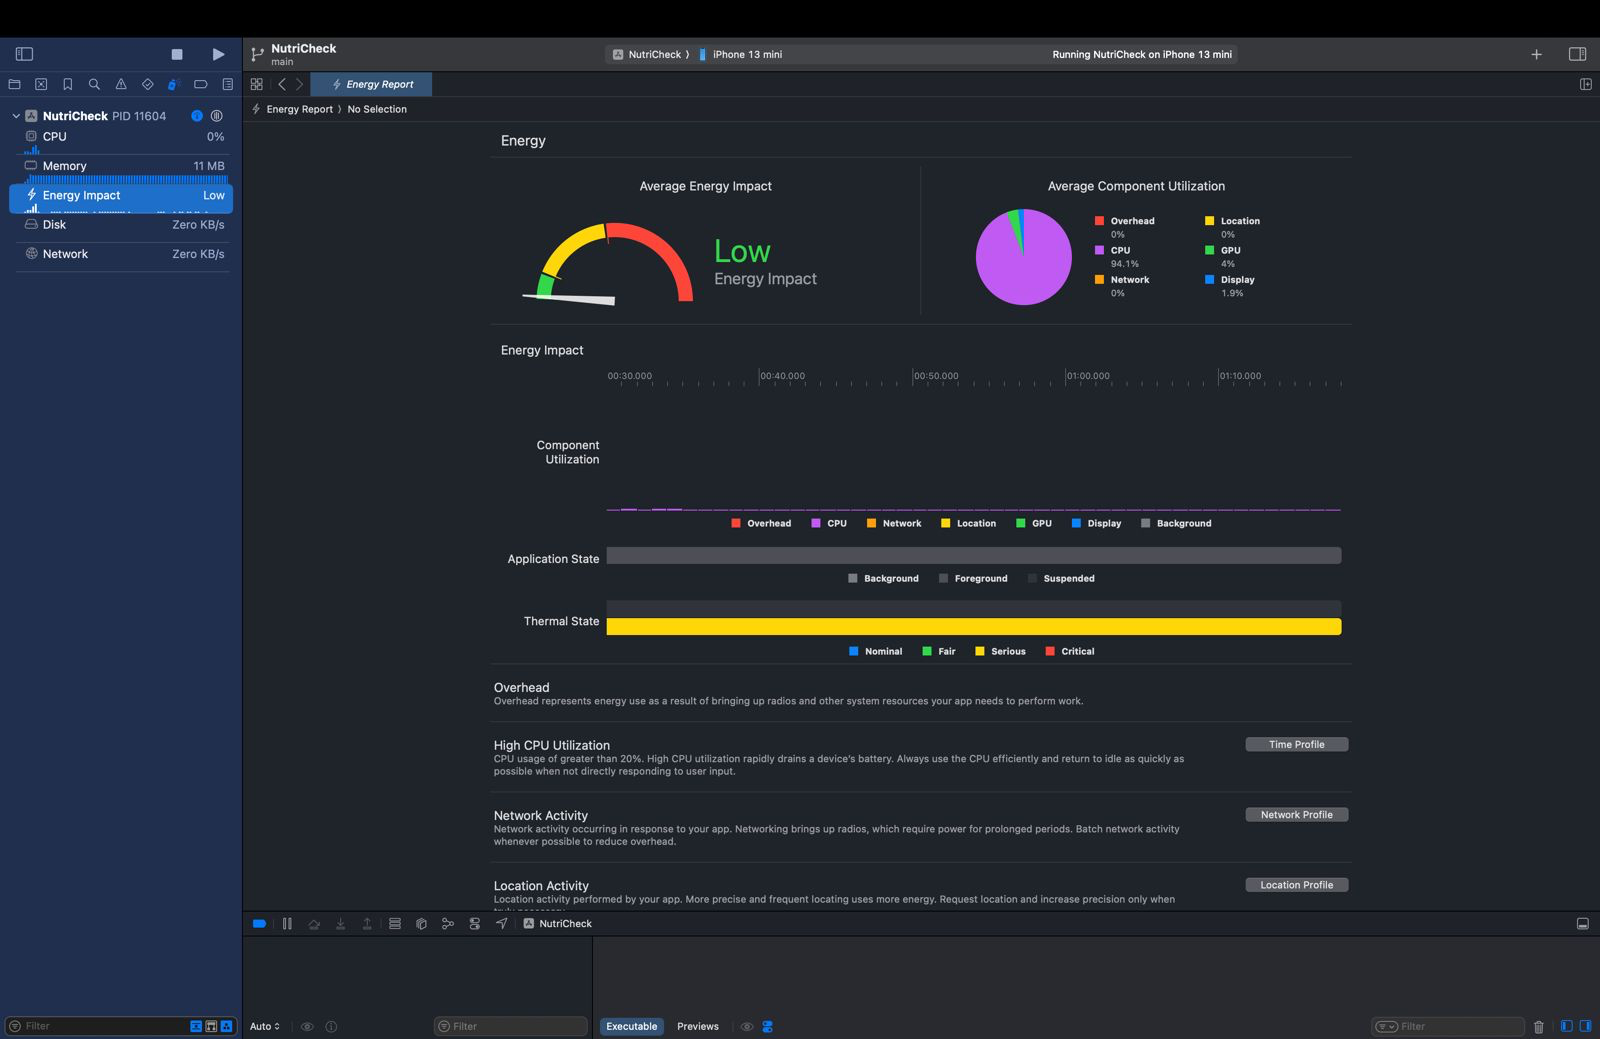 NutriCheck
main
NutriCheck
iPhone 13 mini
Running NutriCheck on iPhone 13 mini
Energy Report
Energy Report
No Selection
NutriCheck PID 11604
CPU 0%
Memory 11 MB
Energy Impact Low
Disk Zero KB/s
Network Zero KB/s
Energy
Average Energy Impact
Low
Energy Impact
Average Component Utilization
Overhead
0%
Location
0%
CPU
94.1%
GPU
4%
Network
0%
Display
1.9%
Energy Impact
00:30.000 00:40.000 00:50.000 01:00.000 01:10.000
Component
Utilization
Overhead CPU Network Location GPU Display Background
Application State
Background Foreground Suspended
Thermal State
Nominal Fair Serious Critical
Overhead
Overhead represents energy use as a result of bringing up radios and other system resources your app needs to perform work.
High CPU Utilization
Time Profile
CPU usage of greater than 20%. High CPU utilization rapidly drains a device's battery. Always use the CPU efficiently and return to idle as quickly as
possible when not directly responding to user input.
Network Activity
Network Profile
Network activity occurring in response to your app. Networking brings up radios, which require power for prolonged periods. Batch network activity
whenever possible to reduce overhead.
Location Activity
Location Profile
Location activity performed by your app. More precise and frequent locating uses more energy. Request location and increase precision only when
truly necessary.
NutriCheck
Filter
Auto
Filter
Executable
Previews
Filter